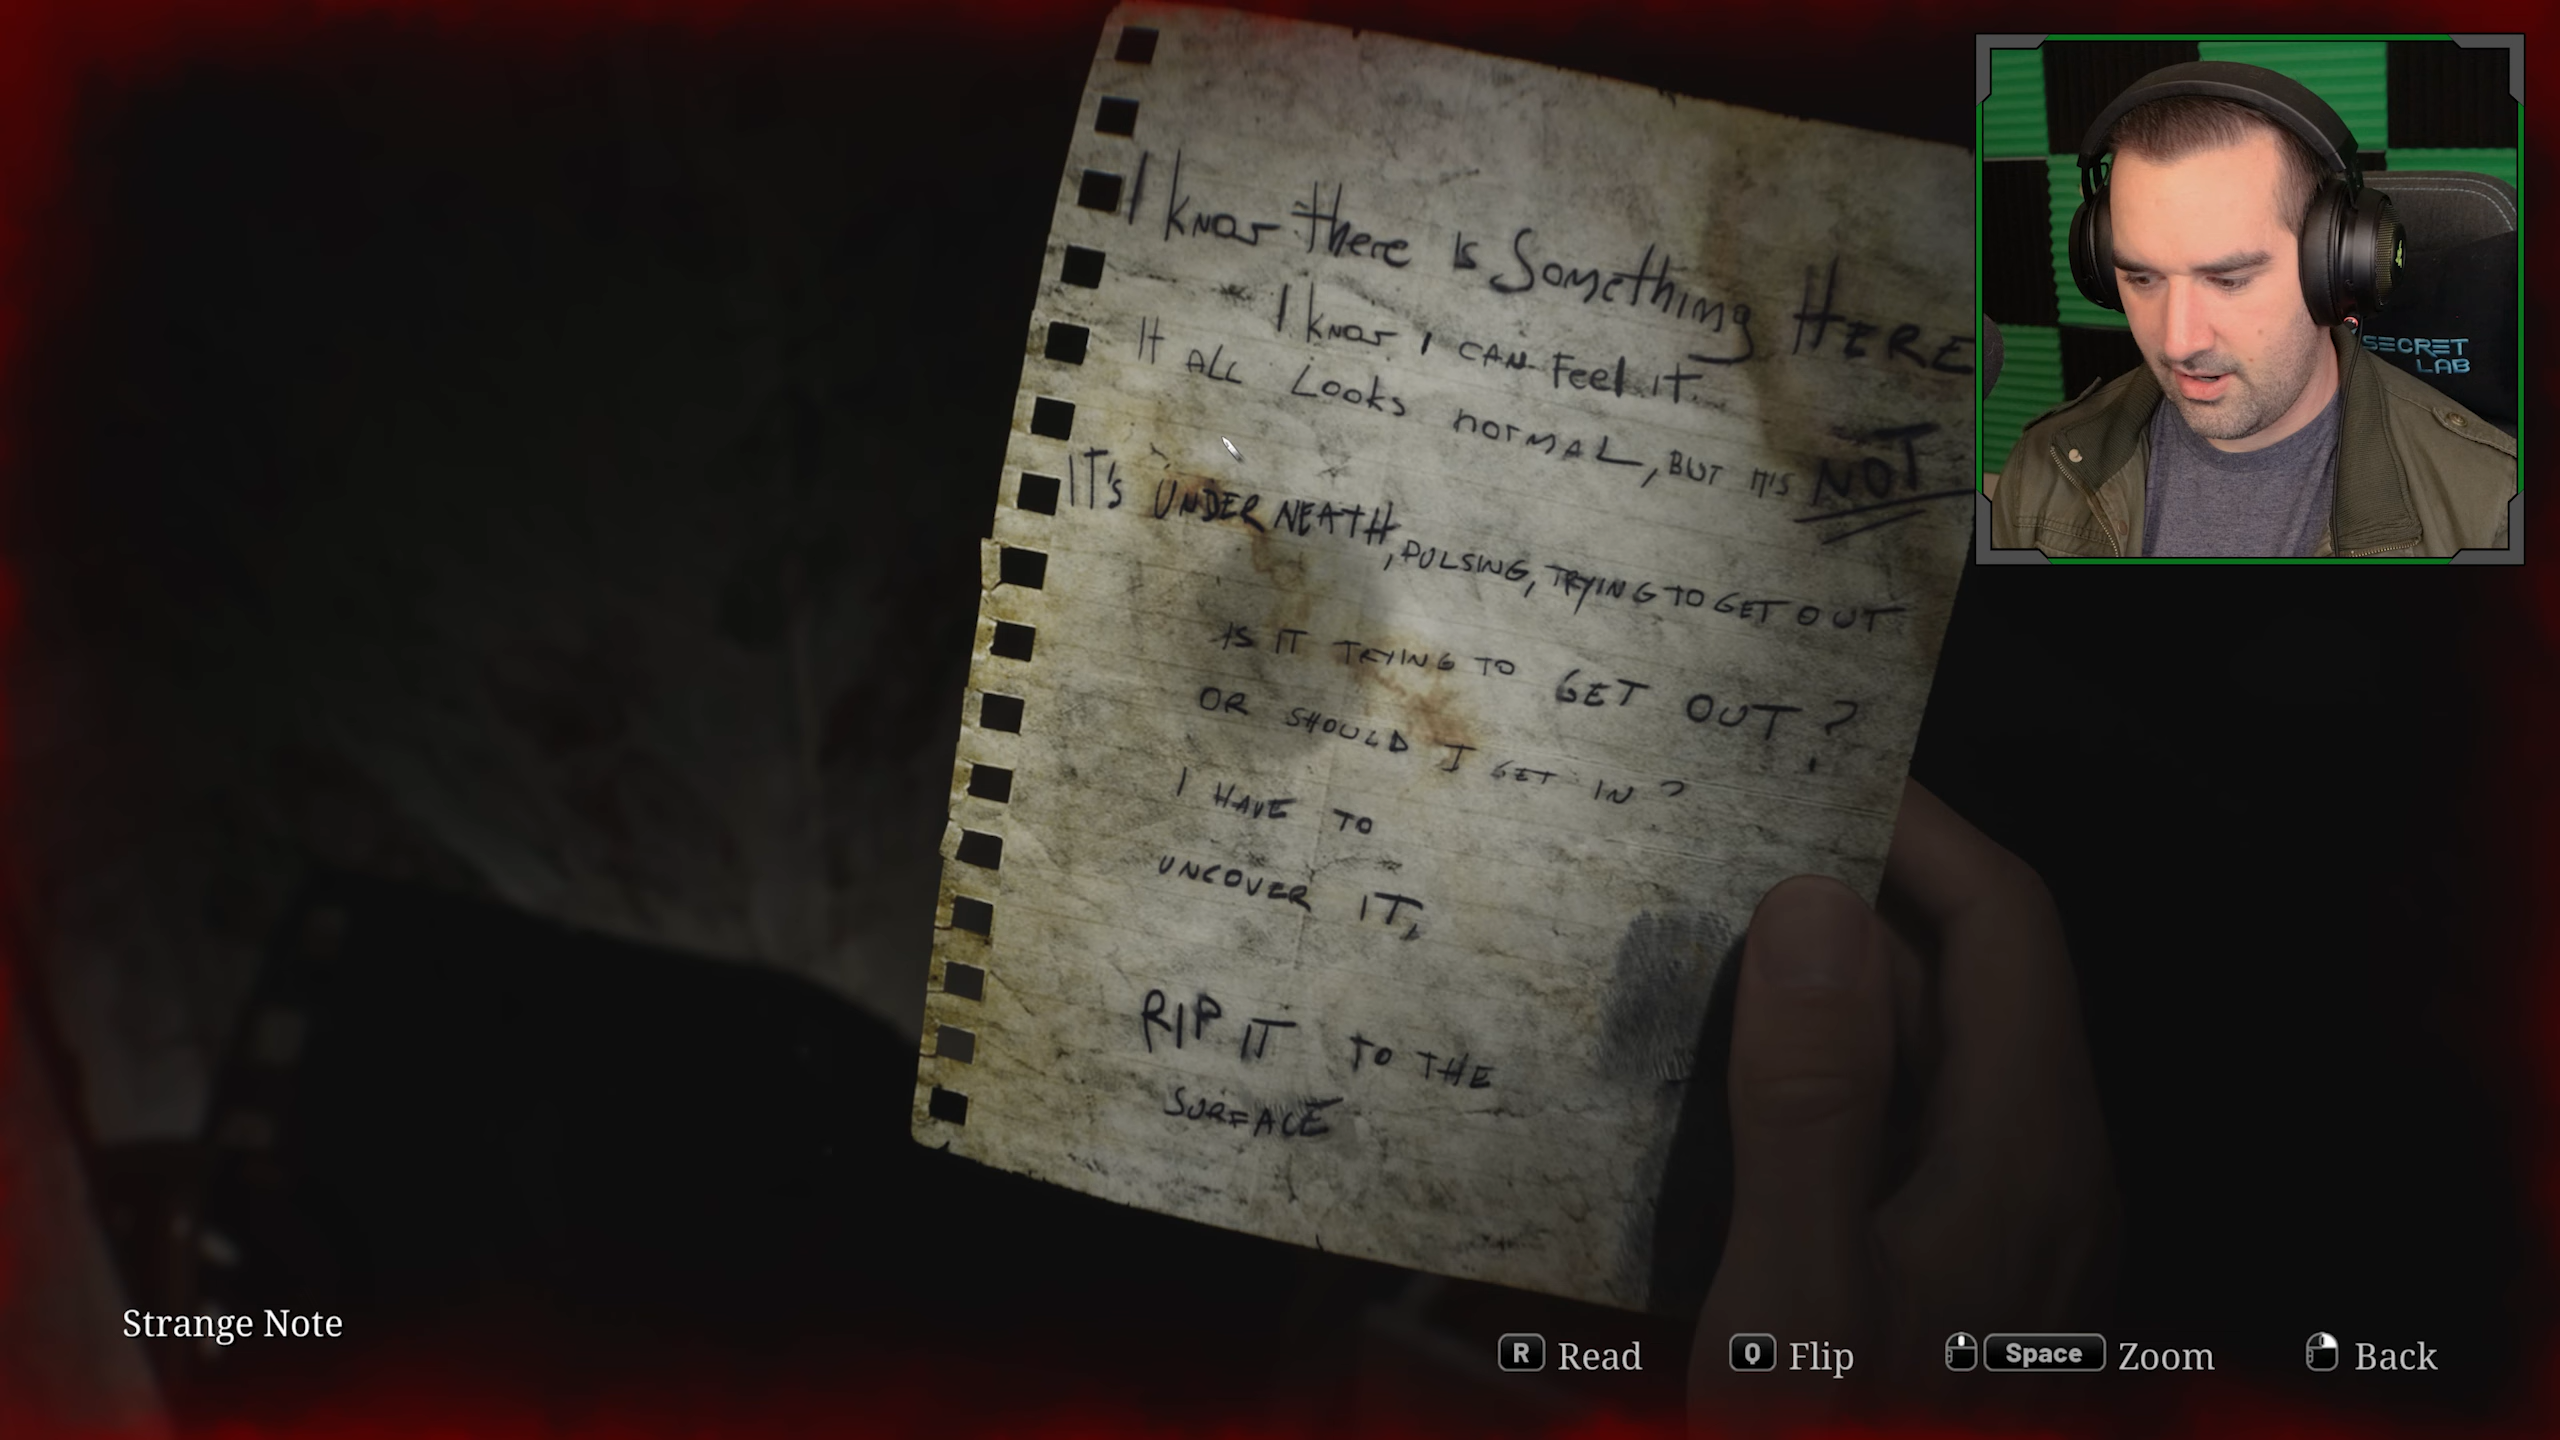 I know there is Something HERE
I know I CAN Feel IT
It ALL Looks normAL, BUT IT'S NOT
IT'S UNDERNEATH, PULSING, TRYING TO GET OUT
IS IT TRYING TO GET OUT?
OR SHOULD I GET IN?
I HAVE TO
UNCOVER IT,
RIP IT TO THE
SURFACE
SECRET
LAB
Strange Note
R Read Q Flip Space Zoom Back